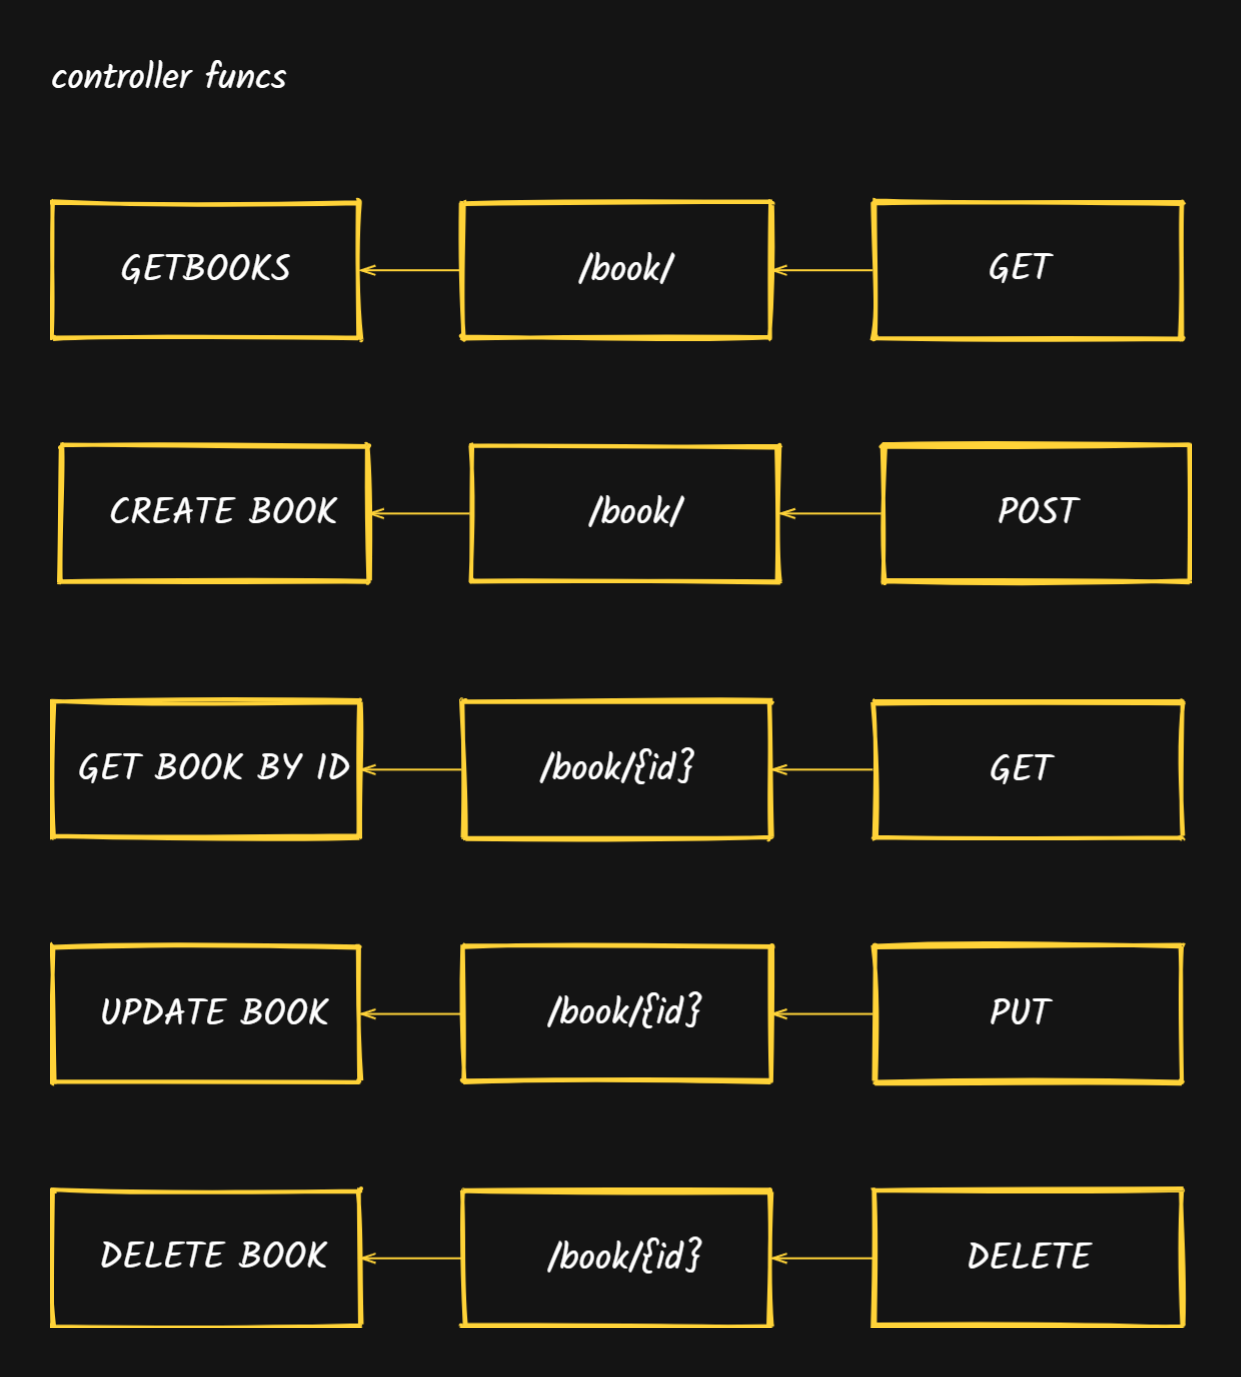 controller funcs
GETBOOKS
/book/
GET
CREATE BOOK
/book/
POST
GET BOOK BY ID
/book/{id}
GET
UPDATE BOOK
/book/{id}
PUT
DELETE BOOK
/book/{id}
DELETE